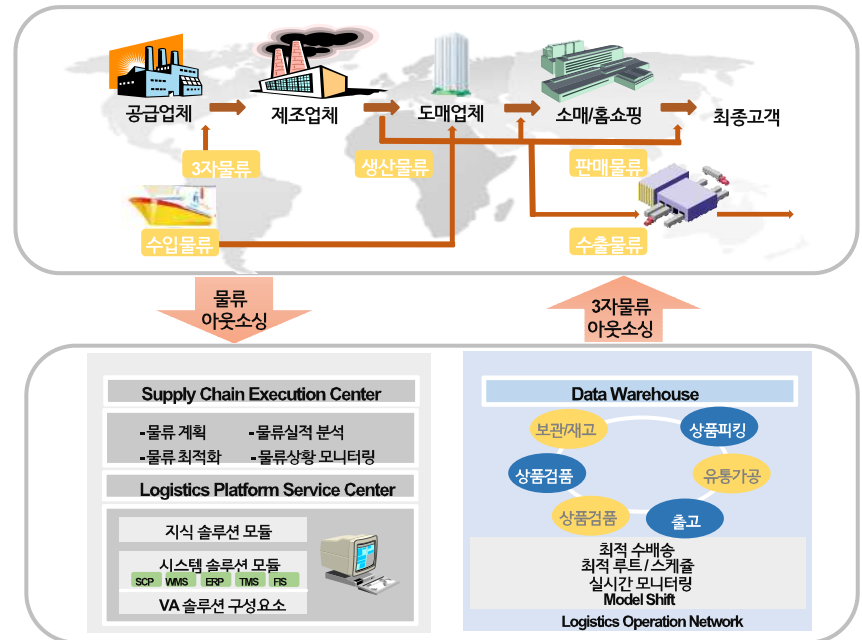 공급업체
제조업체
도매업체
소매/홈쇼핑
최종고객
3자물류
생산물류
판매물류
수입물류
수출물류
물류
아웃소싱
3자물류
아웃소싱
Supply Chain Execution Center
-물류 계획 -물류실적 분석
-물류 최적화 -물류상황 모니터링
Logistics Platform Service Center
지식 솔루션 모듈
시스템 솔루션 모듈
SCP WMS ERP TMS FIS
VA 솔루션 구성요소
Data Warehouse
보관/재고
상품피킹
상품검품
유통가공
상품검품
출고
최적 수배송
최적 루트 / 스케쥴
실시간 모니터링
Model Shift
Logistics Operation Network